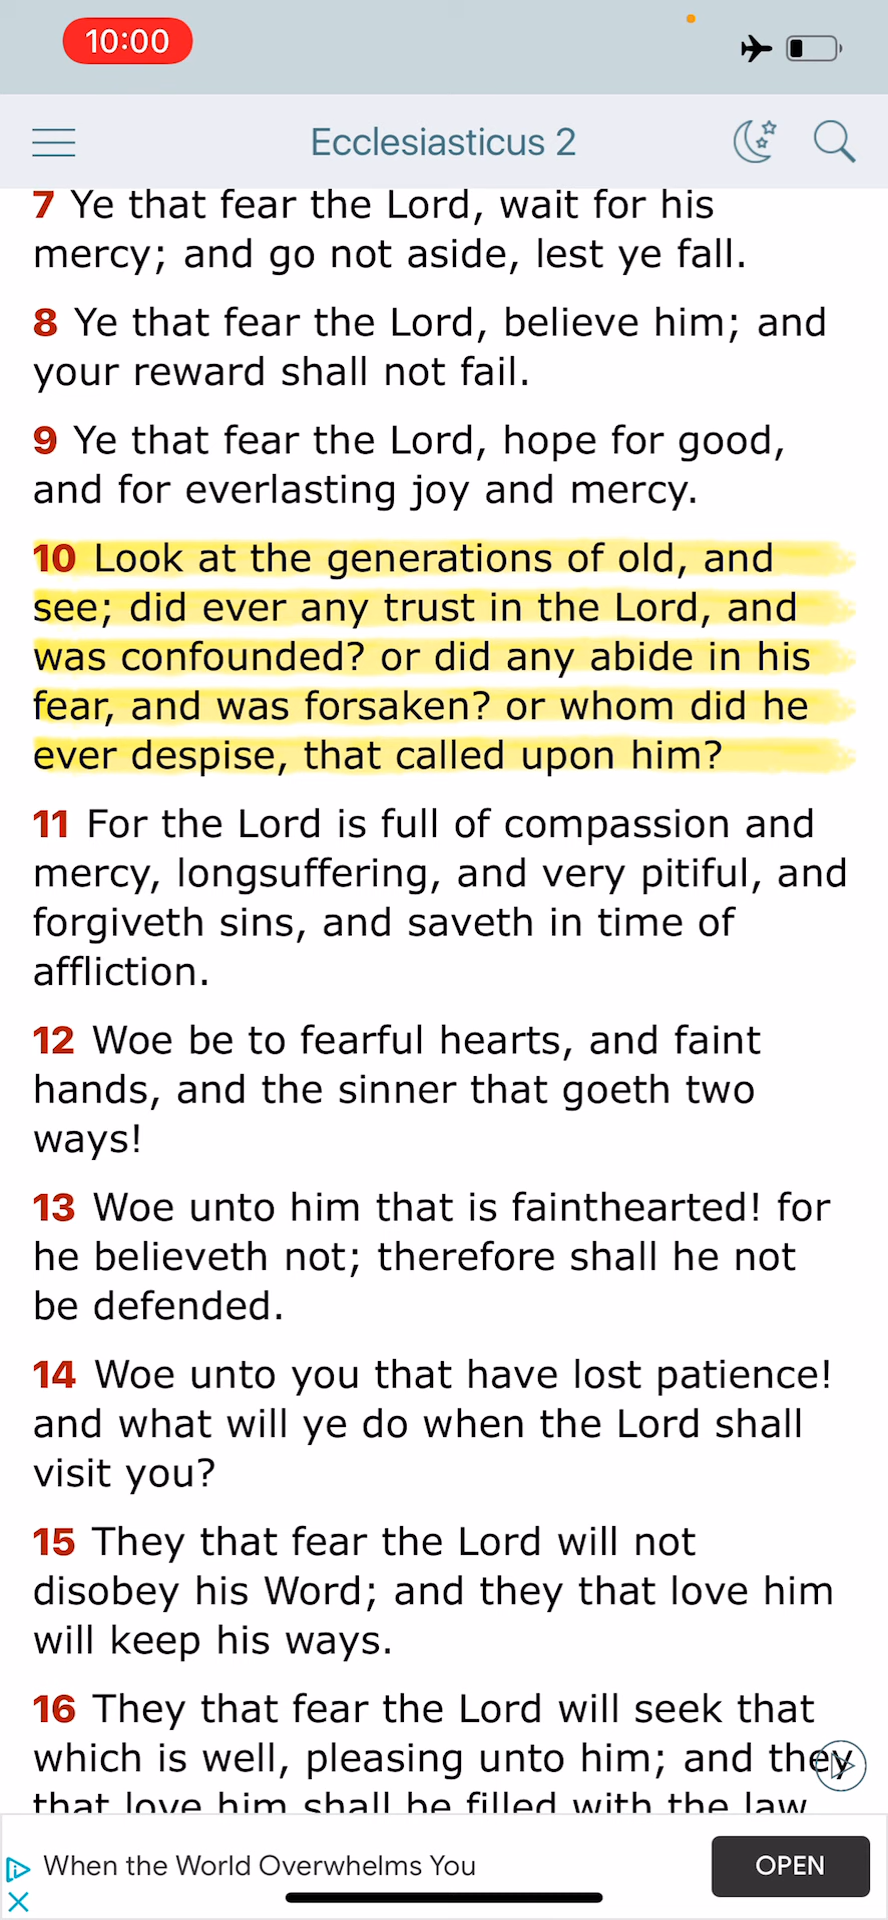 10:00
Ecclesiasticus 2
7 Ye that fear the Lord, wait for his
mercy; and go not aside, lest ye fall.
8 Ye that fear the Lord, believe him; and
your reward shall not fail.
9 Ye that fear the Lord, hope for good,
and for everlasting joy and mercy.
10 Look at the generations of old, and
see; did ever any trust in the Lord, and
was confounded? or did any abide in his
fear, and was forsaken? or whom did he
ever despise, that called upon him?
11 For the Lord is full of compassion and
mercy, longsuffering, and very pitiful, and
forgiveth sins, and saveth in time of
affliction.
12 Woe be to fearful hearts, and faint
hands, and the sinner that goeth two
ways!
13 Woe unto him that is fainthearted! for
he believeth not; therefore shall he not
be defended.
14 Woe unto you that have lost patience!
and what will ye do when the Lord shall
visit you?
15 They that fear the Lord will not
disobey his Word; and they that love him
will keep his ways.
16 They that fear the Lord will seek that
which is well, pleasing unto him; and they
that love him shall be filled with the law
When the World Overwhelms You
OPEN